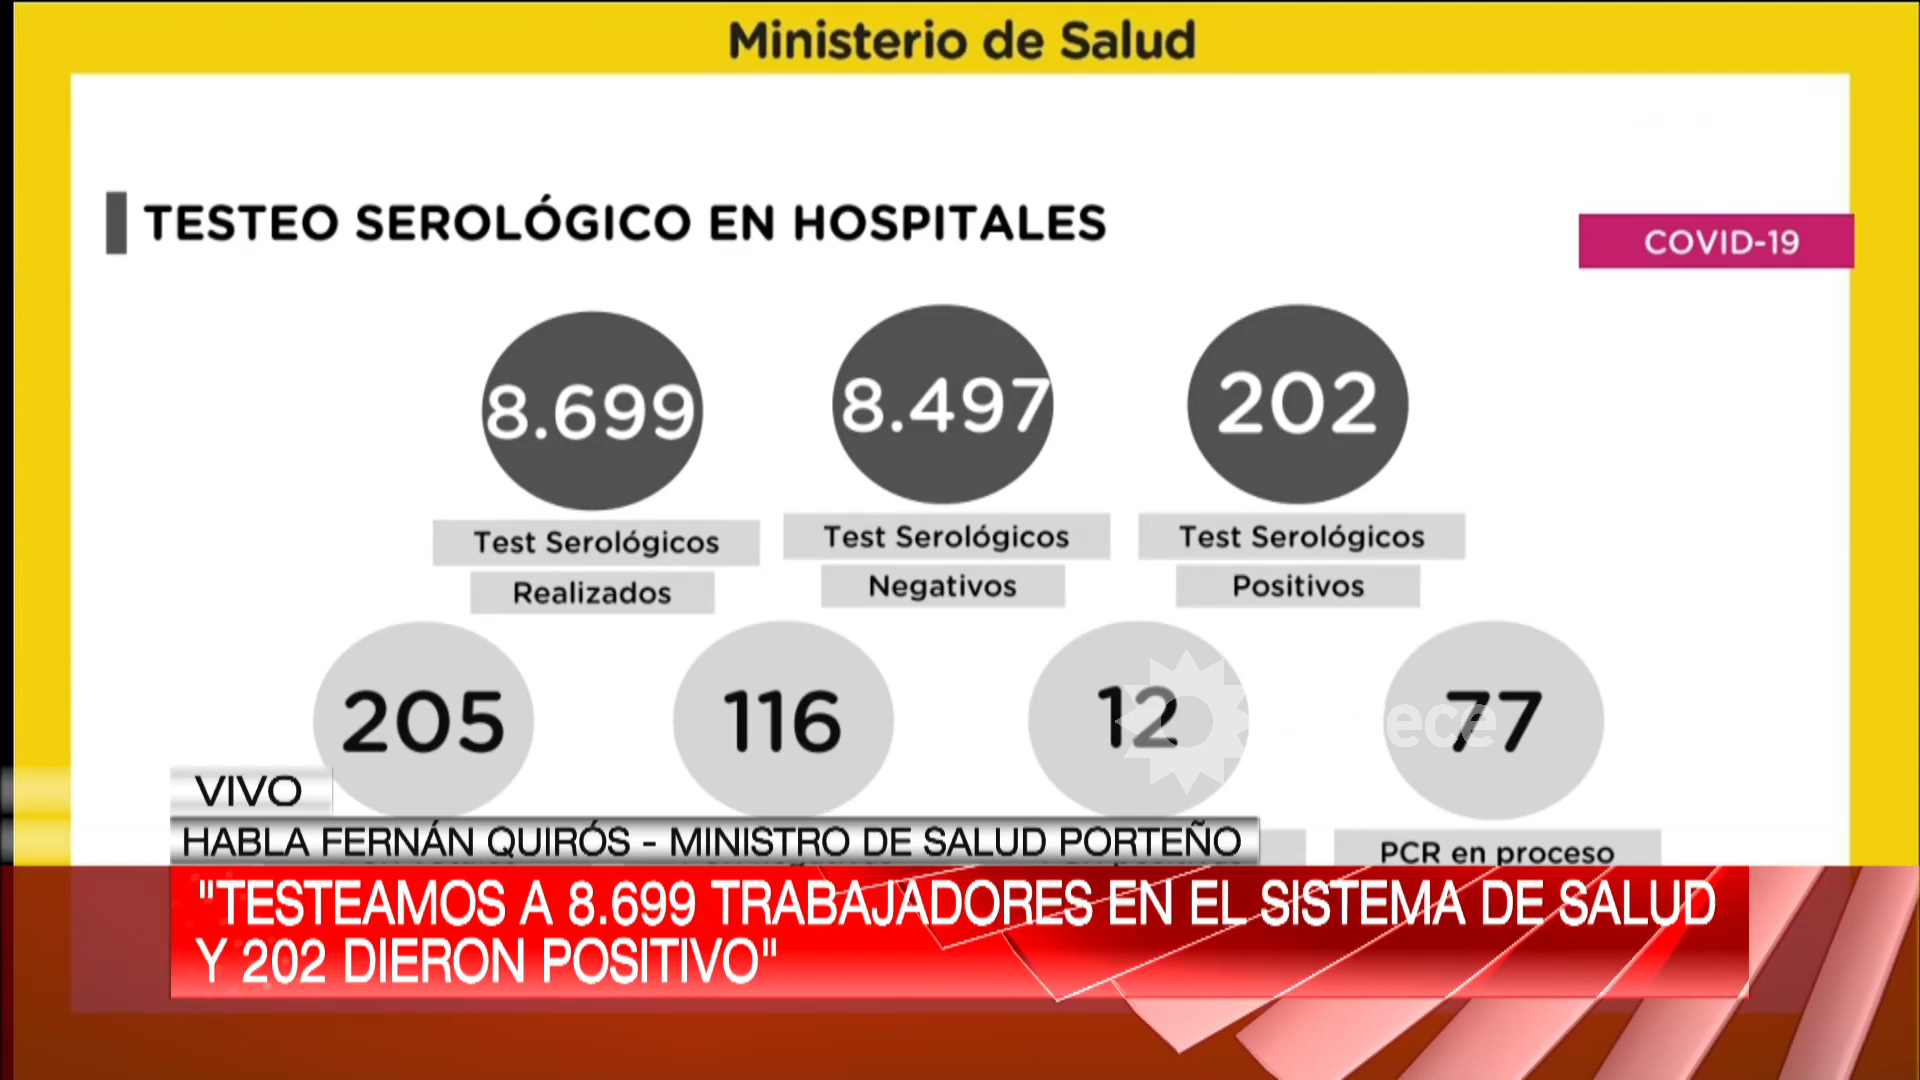 Ministerio de Salud
TESTEO SEROLÓGICO EN HOSPITALES
COVID-19
8.699
8.497
202
Test Serológicos
Realizados
Test Serológicos
Negativos
Test Serológicos
Positivos
205
116
12
77
ece
PCR en proceso
VIVO
HABLA FERNÁN QUIRÓS - MINISTRO DE SALUD PORTEÑO
"TESTEAMOS A 8.699 TRABAJADORES EN EL SISTEMA DE SALUD
Y 202 DIERON POSITIVO"